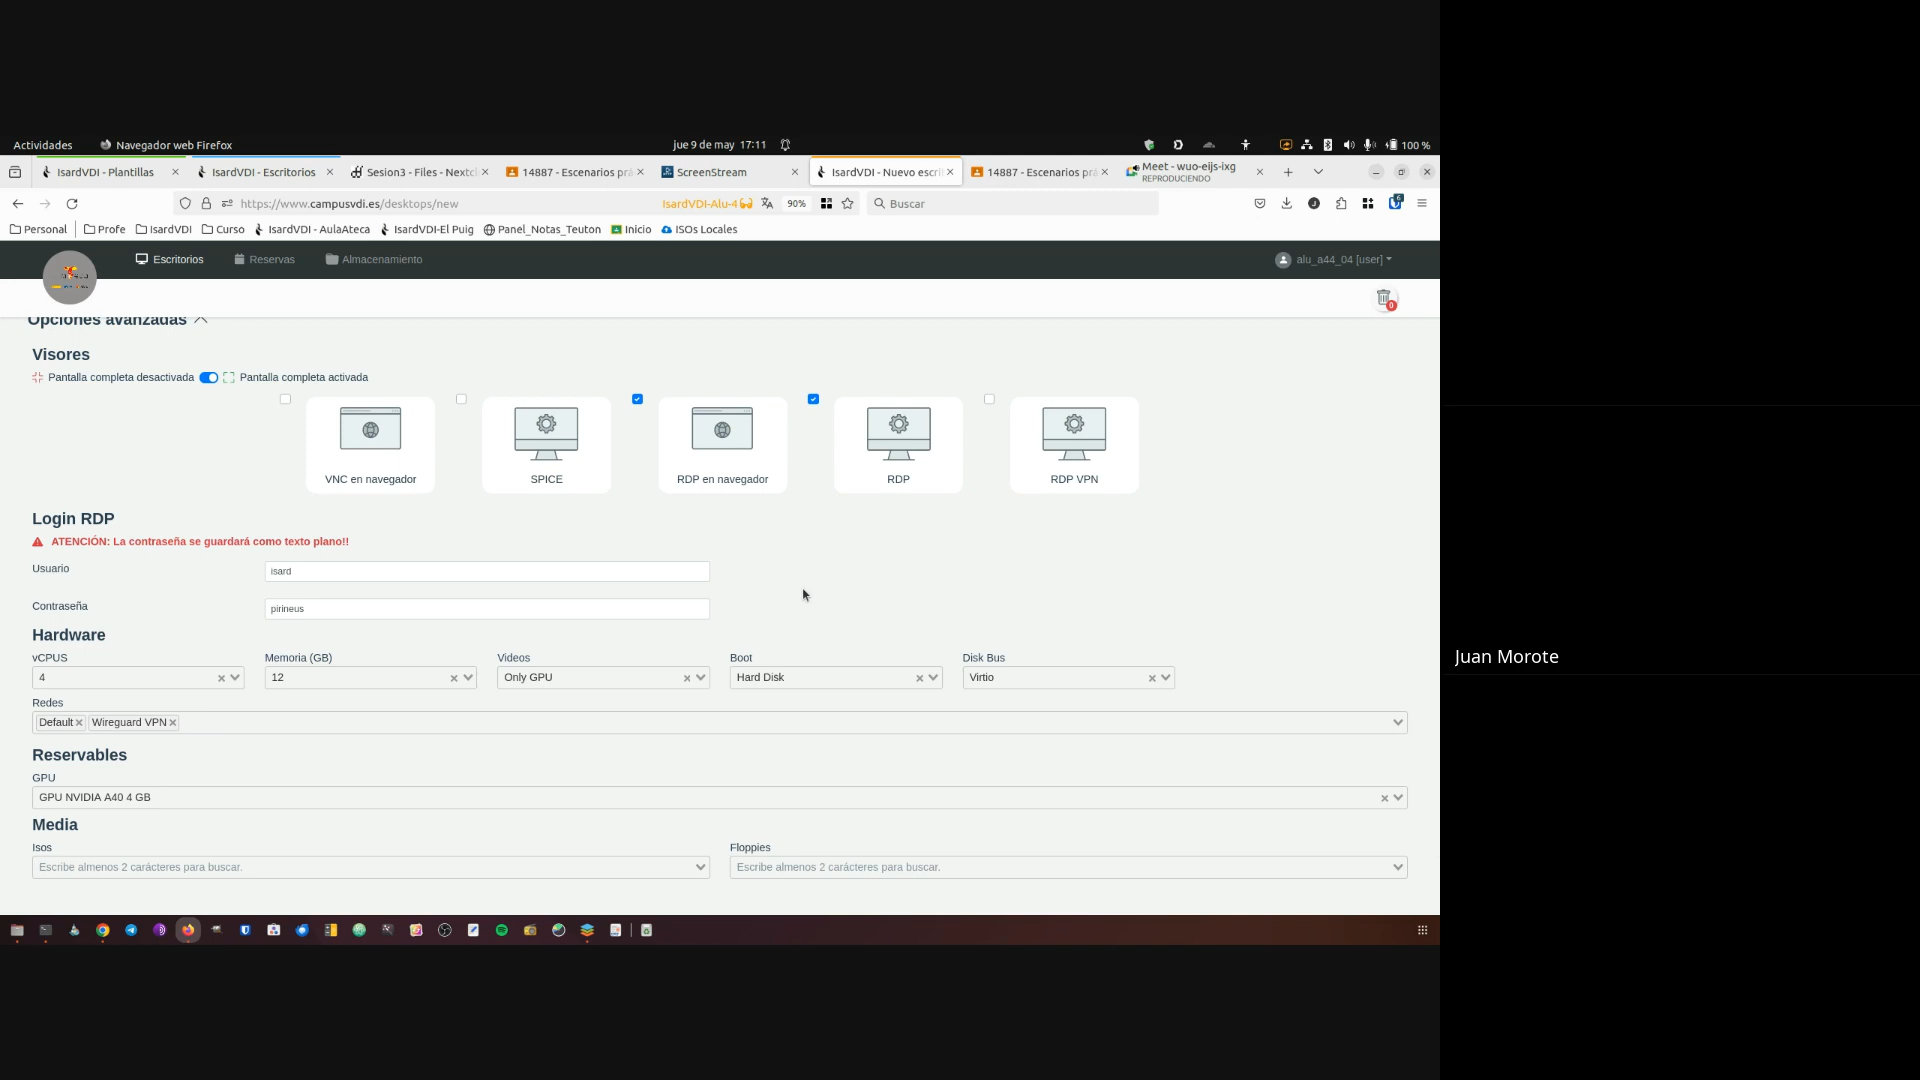 Actividades Navegador web Firefox jue 9 de may 17:11 100 %
IsardVDI - Plantillas IsardVDI - Escritorios Sesion3 - Files - Nextcl 14887 - Escenarios prá ScreenStream IsardVDI - Nuevo escri 14887 - Escenarios prá Meet - wuo-eijs-ixg
REPRODUCIENDO
https://www.campusvdi.es/desktops/new IsardVDI-Alu-4 90% Buscar
Personal Profe IsardVDI Curso IsardVDI - AulaAteca IsardVDI-El Puig Panel_Notas_Teuton Inicio ISOs Locales
Escritorios Reservas Almacenamiento alu_a44_04 [user]
0
Opciones avanzadas
Visores
Pantalla completa desactivada Pantalla completa activada
VNC en navegador SPICE RDP en navegador RDP RDP VPN
Login RDP
ATENCIÓN: La contraseña se guardará como texto plano!!
Usuario isard
Contraseña pirineus
Hardware
vCPUS Memoria (GB) Videos Boot Disk Bus
4 12 Only GPU Hard Disk Virtio
Redes
Default Wireguard VPN
Reservables
GPU
GPU NVIDIA A40 4 GB
Media
Isos Floppies
Escribe almenos 2 carácteres para buscar. Escribe almenos 2 carácteres para buscar.
Juan Morote